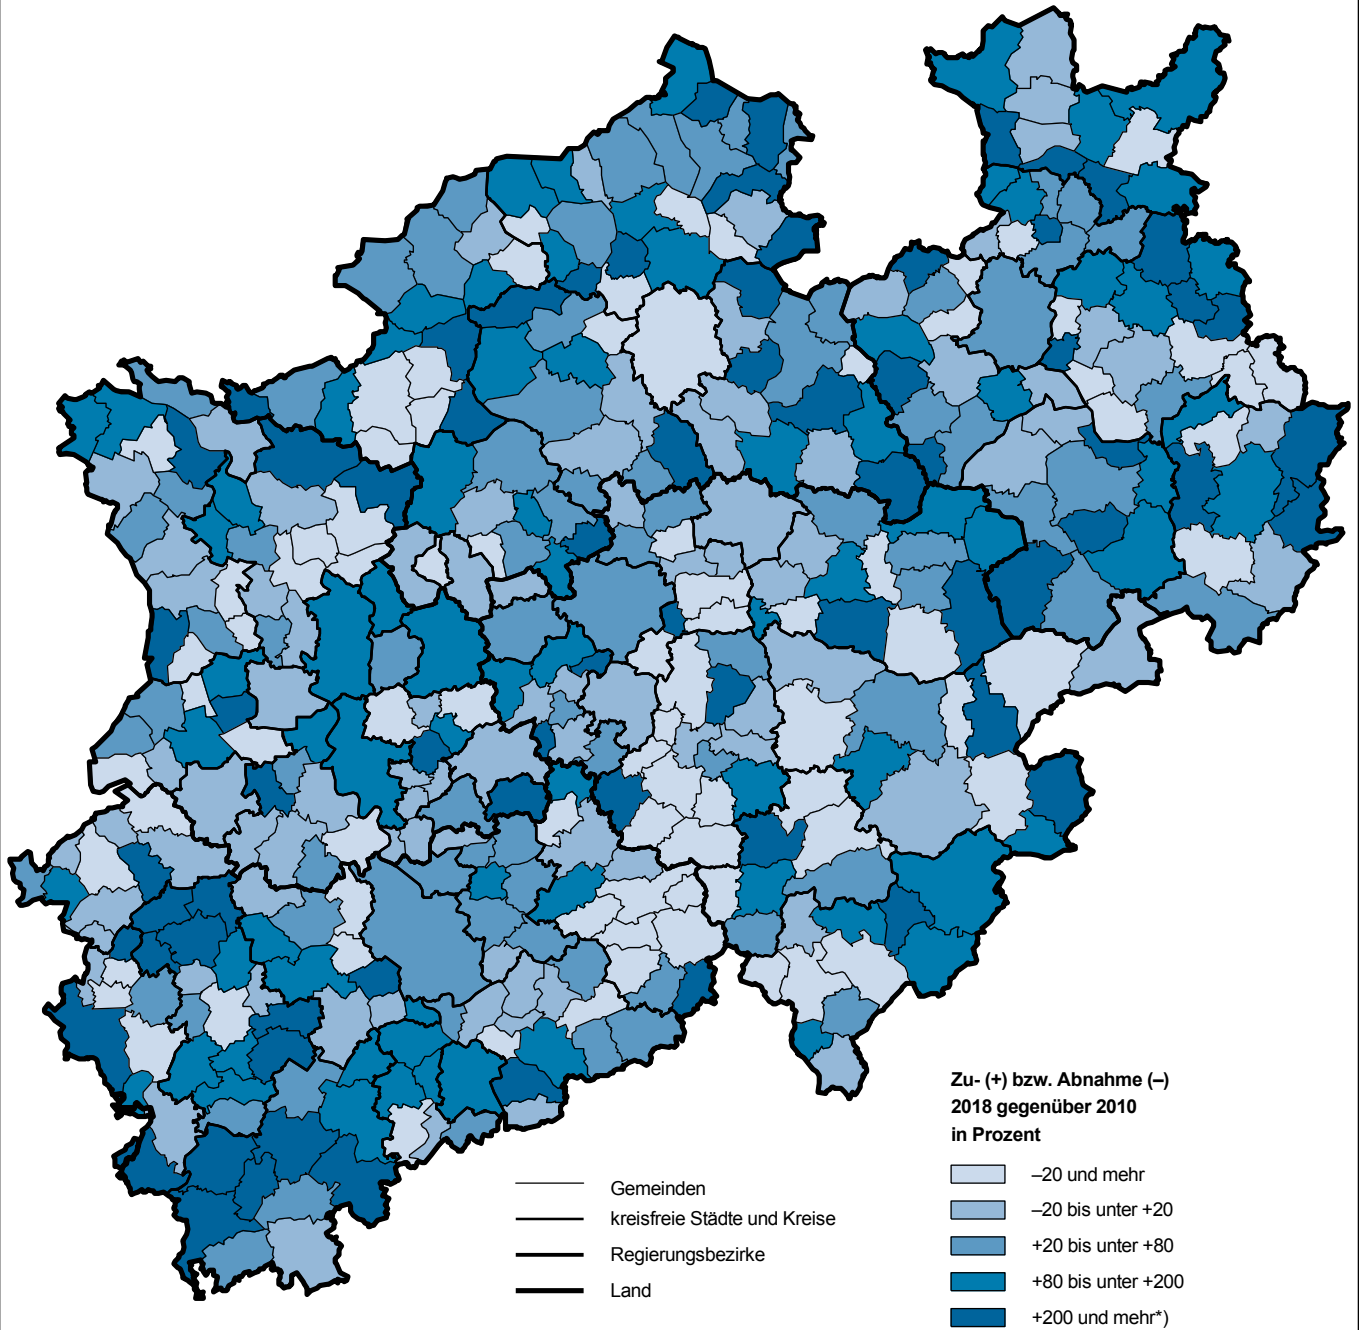 Zu- (+) bzw. Abnahme (–)
2018 gegenüber 2010
in Prozent
–20 und mehr
–20 bis unter +20
+20 bis unter +80
+80 bis unter +200
+200 und mehr*)
Gemeinden
kreisfreie Städte und Kreise
Regierungsbezirke
Land